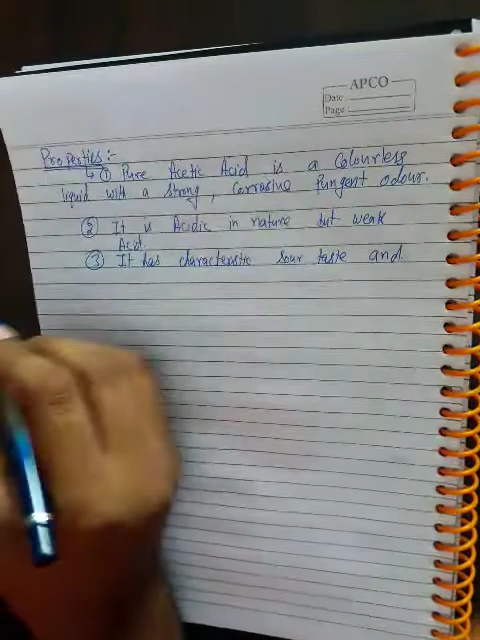 APCO
Date
Page :
Properties :-
↳ ① Pure Acetic Acid is a Colourless
liquid with a strong, Corrosive Pungent odour.
② It is Acidic in nature but weak
Acid.
③ It has characteristic sour taste and